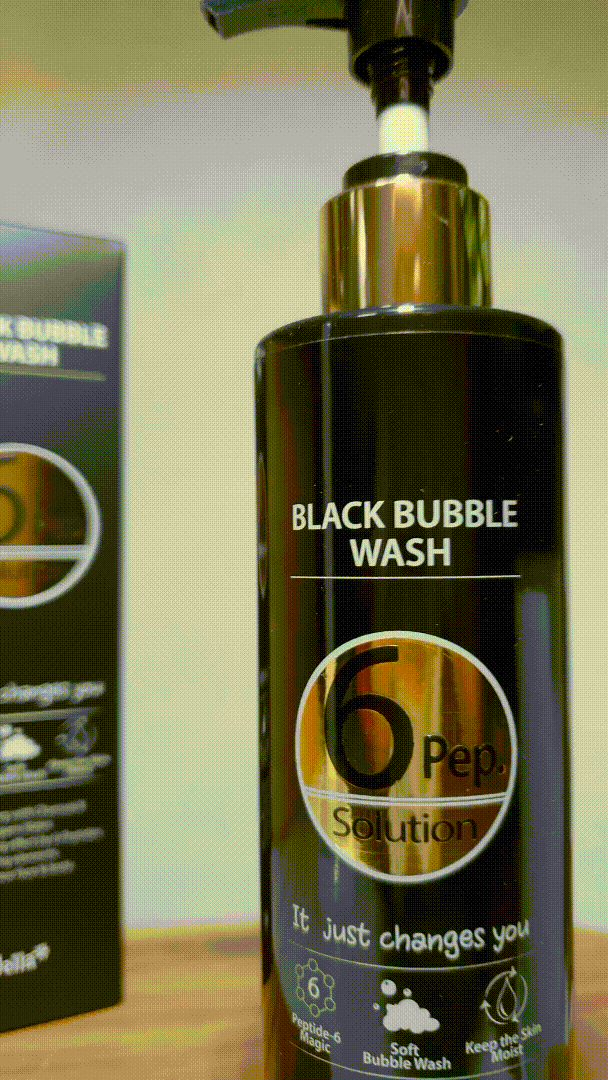 BLACK BUBBLE
WASH
6 Pep.
Solution
It just changes you
6
Peptide-6
Magic
Soft
Bubble Wash
Keep the Skin
Moist
K BUBBLE
WASH
6
changes you